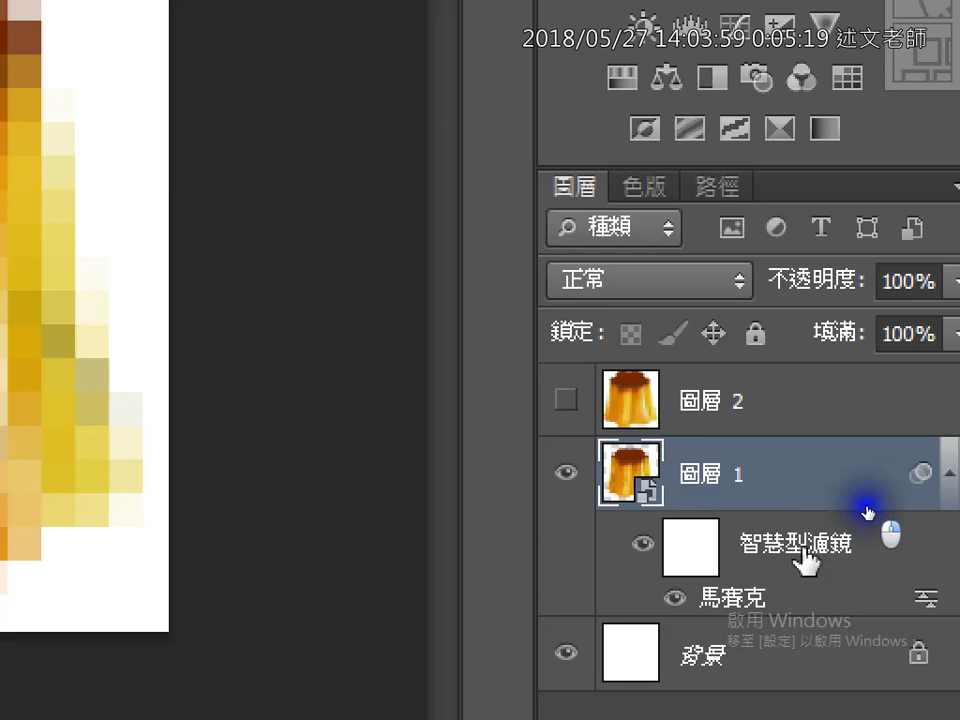 2018/05/27 14:03:59 0:05:19 述文老師
圖層 色版 路徑
種類
正常 不透明度: 100%
鎖定: 填滿: 100%
圖層 2
圖層 1
智慧型濾鏡
馬賽克
啟用 Windows
移至 [設定] 以啟用 Windows。
背景